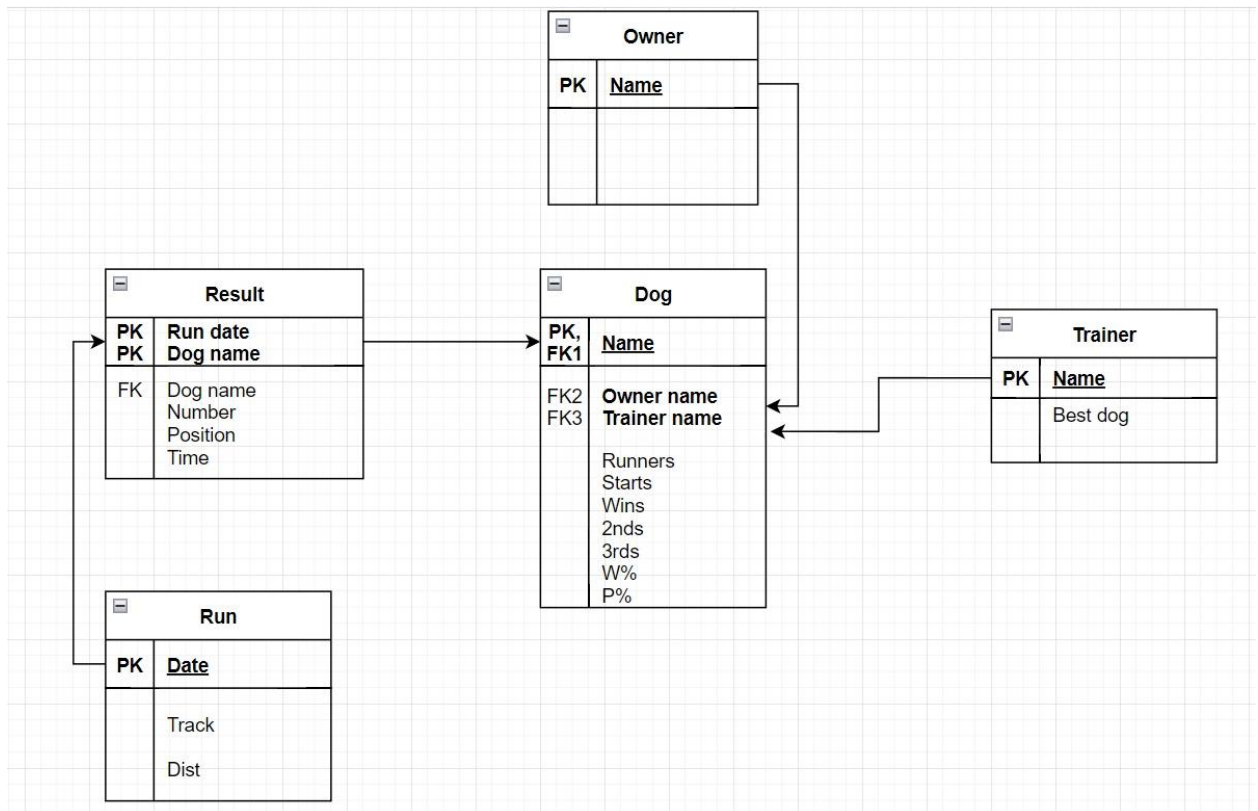 Owner
PK Name
Result
PK Run date
PK Dog name
FK Dog name
Number
Position
Time
Dog
PK, FK1 Name
FK2 Owner name
FK3 Trainer name
Runners
Starts
Wins
2nds
3rds
W%
P%
Trainer
PK Name
Best dog
Run
PK Date
Track
Dist